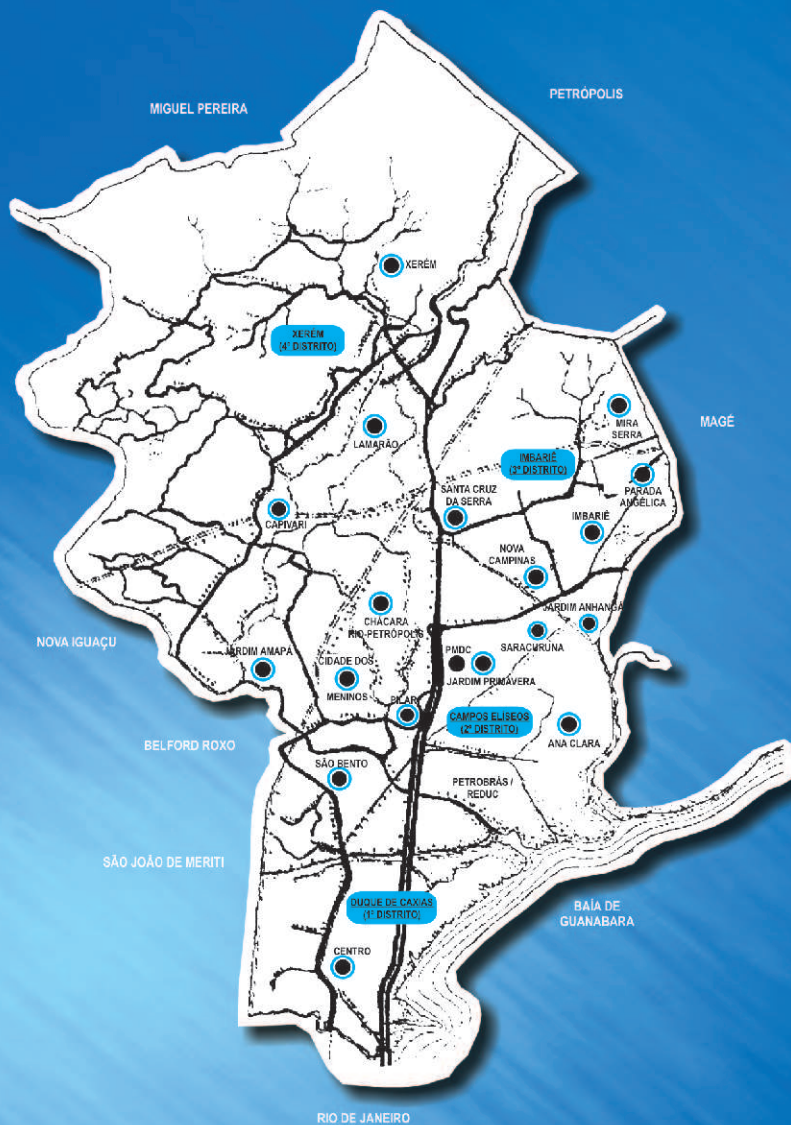 PETRÓPOLIS
MIGUEL PEREIRA
XERÉM
XERÉM
(4º DISTRITO)
MIRA
SERRA
MAGÉ
LAMARÃO
IMBARIÊ
(3º DISTRITO)
PARADA
ANGÉLICA
SANTA CRUZ
DA SERRA
CAPIVARI
IMBARIÊ
NOVA
CAMPINAS
CHÁCARA
RIO-PETRÓPOLIS
JARDIM ANHANGÁ
SARACURUNA
NOVA IGUAÇU
JARDIM AMAPÁ
CIDADE DOS
MENINOS
PMDC
JARDIM PRIMAVERA
PILAR
CAMPOS ELÍSEOS
(2º DISTRITO)
ANA CLARA
BELFORD ROXO
SÃO BENTO
PETROBRÁS /
REDUC
SÃO JOÃO DE MERITI
DUQUE DE CAXIAS
(1º DISTRITO)
BAÍA DE
GUANABARA
CENTRO
RIO DE JANEIRO